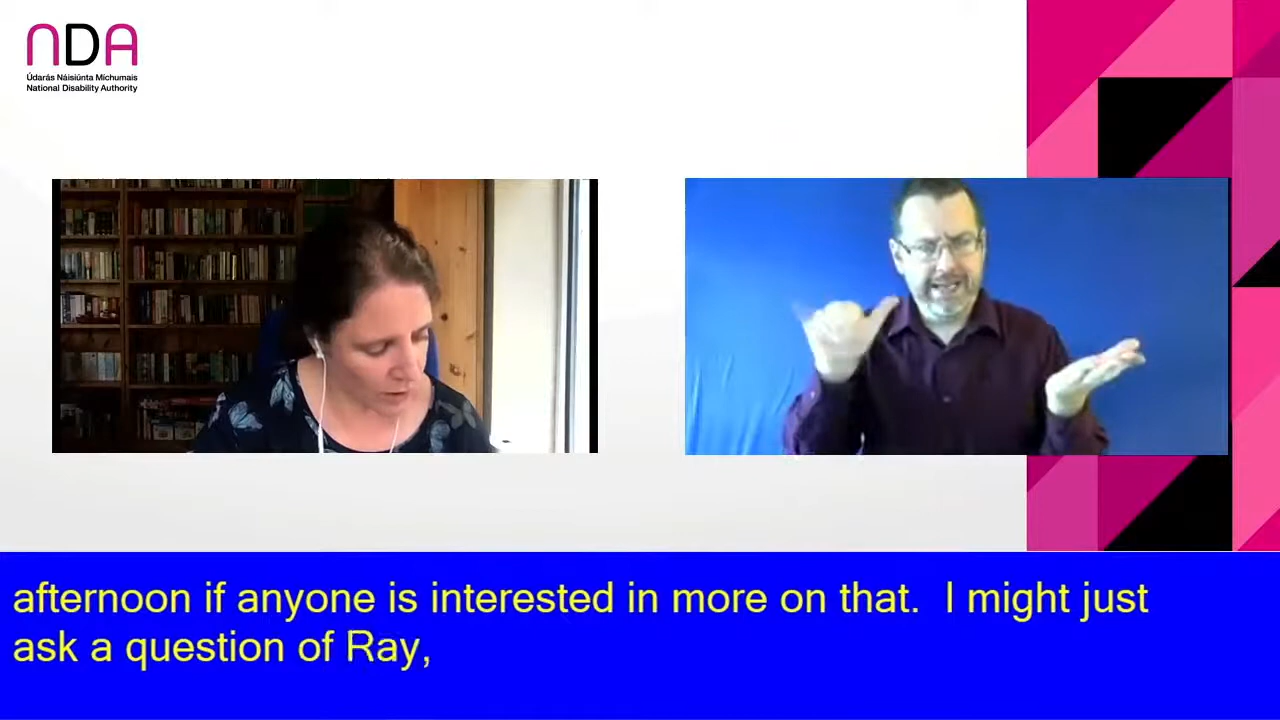 NDA
Údarás Náisiúnta Míchumais
National Disability Authority
afternoon if anyone is interested in more on that.  I might just
ask a question of Ray,